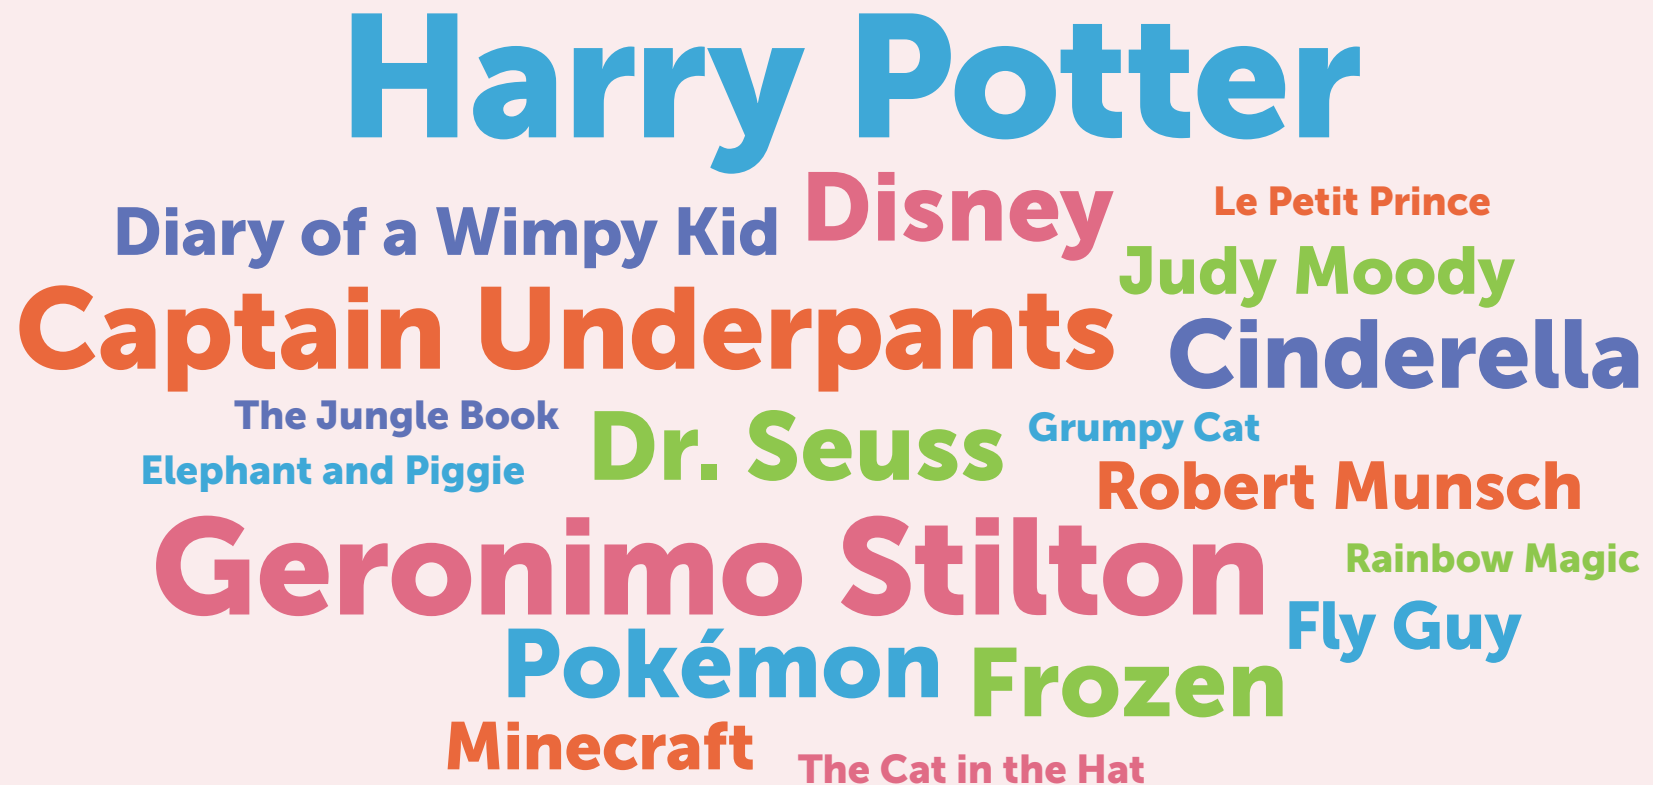 Harry Potter
Disney
Le Petit Prince
Diary of a Wimpy Kid
Judy Moody
Captain Underpants
Cinderella
The Jungle Book
Dr. Seuss
Grumpy Cat
Elephant and Piggie
Robert Munsch
Geronimo Stilton
Rainbow Magic
Fly Guy
Pokémon
Frozen
Minecraft
The Cat in the Hat